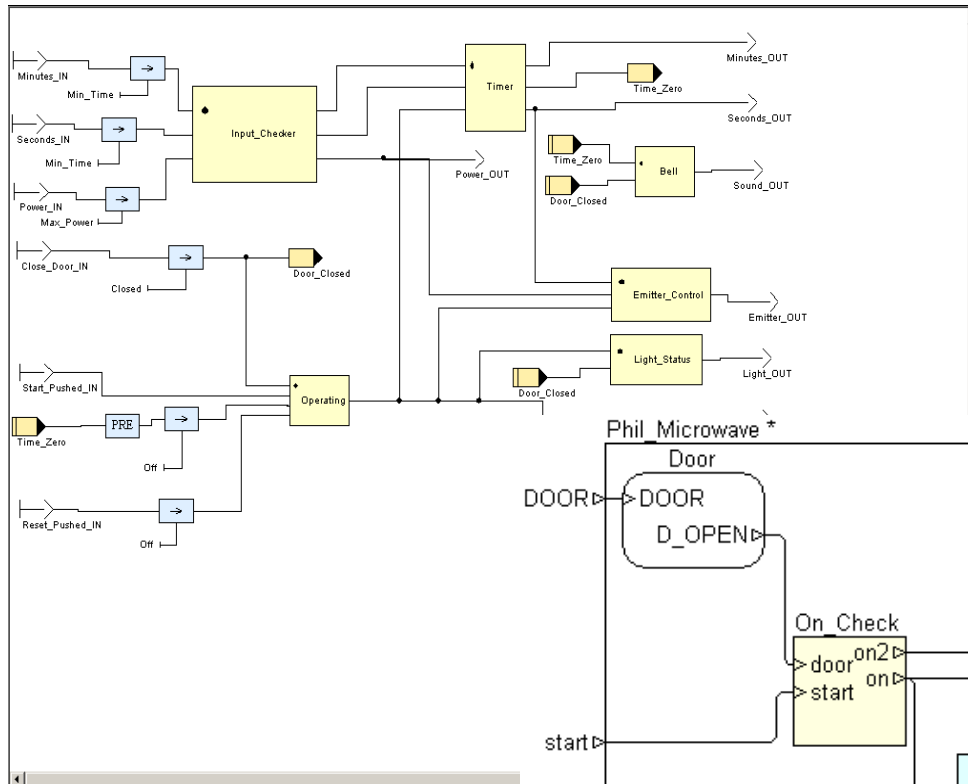 Minutes_IN
Min_Time
Seconds_IN
Min_Time
Power_IN
Max_Power
Input_Checker
Timer
Minutes_OUT
Time_Zero
Seconds_OUT
Power_OUT
Time_Zero
Door_Closed
Bell
Sound_OUT
Close_Door_IN
Closed
Door_Closed
Emitter_Control
Emitter_OUT
Light_Status
Door_Closed
Light_OUT
Start_Pushed_IN
Operating
Time_Zero
PRE
Off
Reset_Pushed_IN
Off
Phil_Microwave *
Door
DOOR
DOOR
D_OPEN
On_Check
door
on2
start
on
start